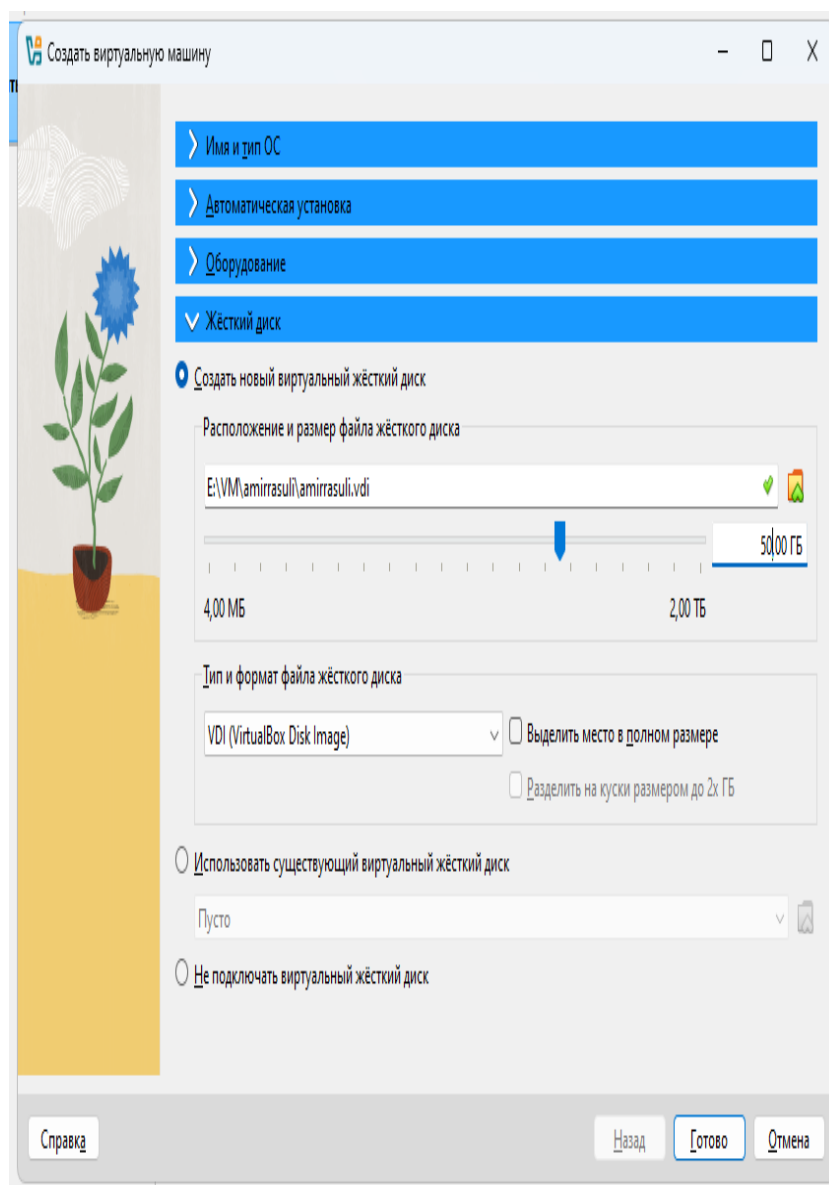 Создать виртуальную машину
Имя и тип ОС
Автоматическая установка
Оборудование
Жёсткий диск
Создать новый виртуальный жёсткий диск
Расположение и размер файла жёсткого диска
E:\VM\amirrasuli\amirrasuli.vdi
50,00 ГБ
4,00 МБ 2,00 ТБ
Тип и формат файла жёсткого диска
VDI (VirtualBox Disk Image) Выделить место в полном размере
Разделить на куски размером до 2х ГБ
Использовать существующий виртуальный жёсткий диск
Пусто
Не подключать виртуальный жёсткий диск
Справка Назад Готово Отмена